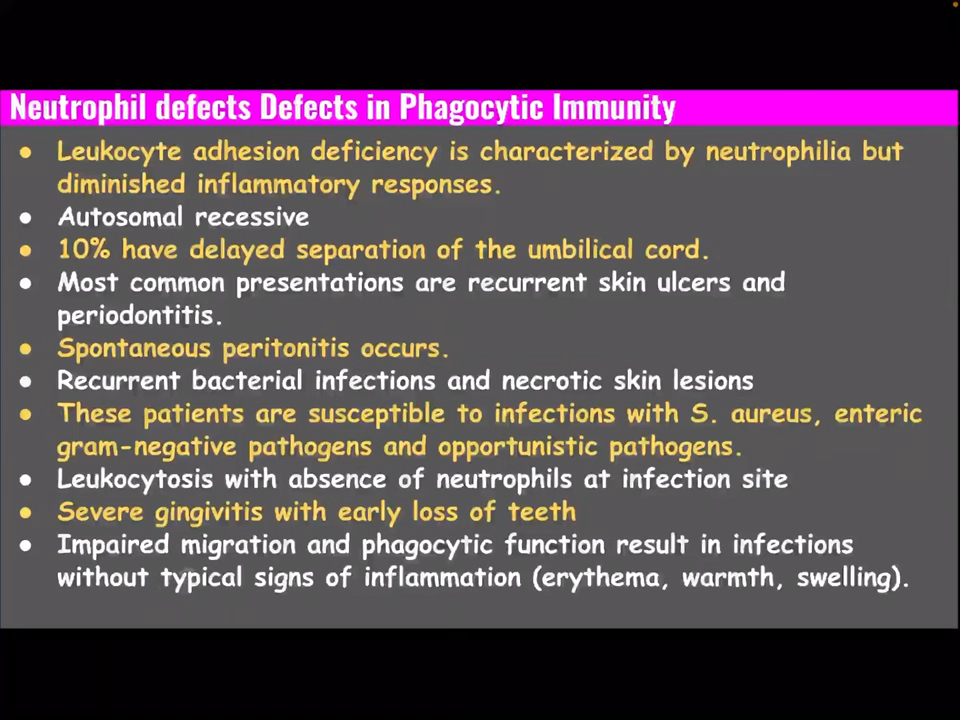 Neutrophil defects Defects in Phagocytic Immunity
● Leukocyte adhesion deficiency is characterized by neutrophilia but
diminished inflammatory responses.
● Autosomal recessive
● 10% have delayed separation of the umbilical cord.
● Most common presentations are recurrent skin ulcers and
periodontitis.
● Spontaneous peritonitis occurs.
● Recurrent bacterial infections and necrotic skin lesions
● These patients are susceptible to infections with S. aureus, enteric
gram-negative pathogens and opportunistic pathogens.
● Leukocytosis with absence of neutrophils at infection site
● Severe gingivitis with early loss of teeth
● Impaired migration and phagocytic function result in infections
without typical signs of inflammation (erythema, warmth, swelling).